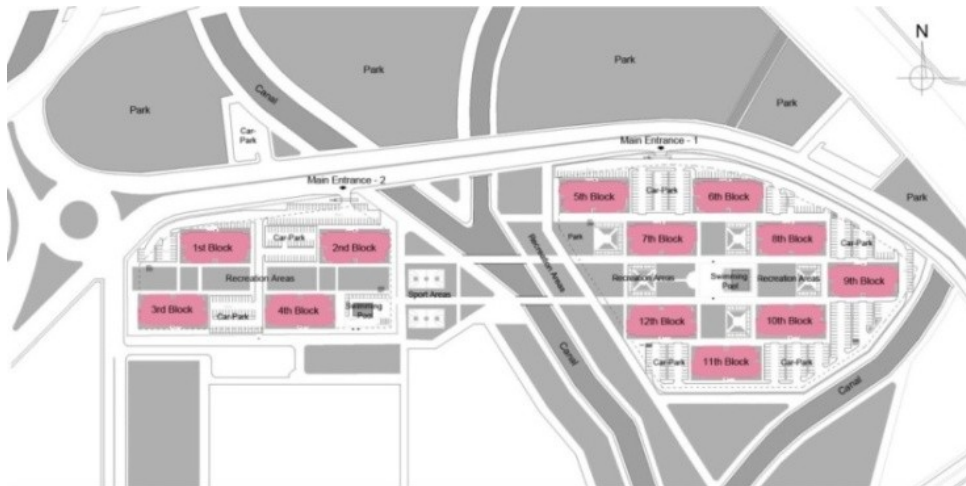 N
Park
Park
Park
Park
Canal
Car-
Park
Main Entrance - 1
Main Entrance - 2
Park
5th Block
Car-Park
6th Block
1st Block
Car-Park
2nd Block
Park
7th Block
8th Block
Car-Park
Recreation Areas
Recreation Areas
Sport Areas
Recreation Areas
Swimming
Pool
Recreation Areas
9th Block
3rd Block
Car-Park
4th Block
Swimming
Pool
12th Block
10th Block
Canal
Car-Park
11th Block
Car-Park
Canal